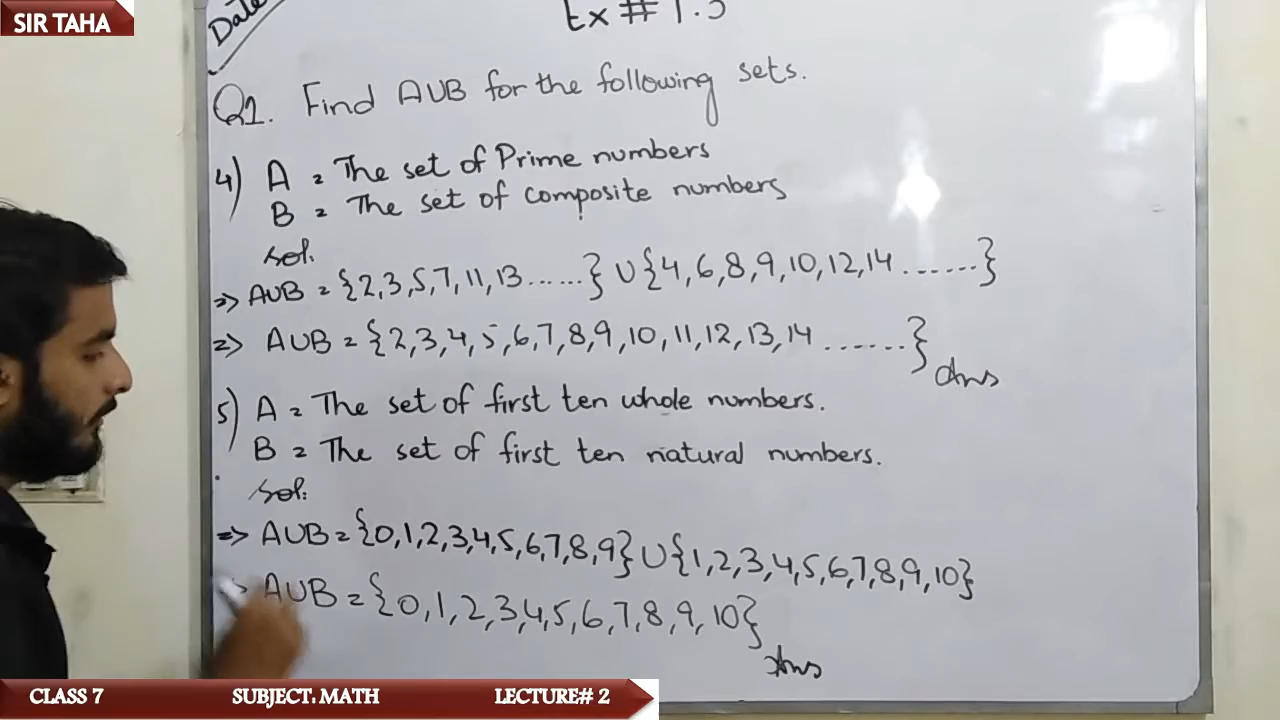 SIR TAHA
Date
Ex # 1.3
Q1. Find AUB for the following sets.
4) A = The set of Prime numbers
B = The set of composite numbers
Sol:
=> AUB = {2,3,5,7,11,13......} U {4,6,8,9,10,12,14.......}
=> AUB = {2,3,4,5,6,7,8,9,10,11,12,13,14.......} Ans
5) A = The set of first ten whole numbers.
B = The set of first ten natural numbers.
Sol:
=> AUB = {0,1,2,3,4,5,6,7,8,9} U {1,2,3,4,5,6,7,8,9,10}
=> AUB = {0,1,2,3,4,5,6,7,8,9,10}
Ans
CLASS 7 SUBJECT: MATH LECTURE# 2